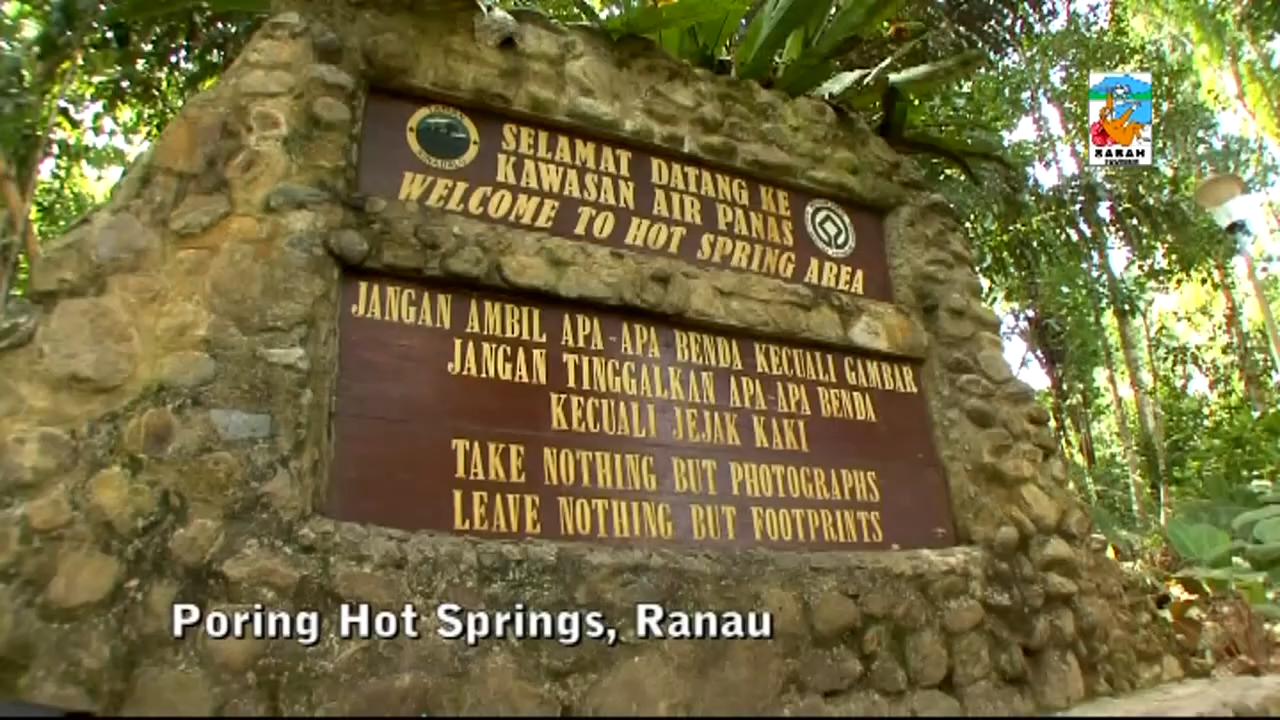 SABAH
SELAMAT DATANG KE
KAWASAN AIR PANAS
WELCOME TO HOT SPRING AREA
JANGAN AMBIL APA-APA BENDA KECUALI GAMBAR,
JANGAN TINGGALKAN APA-APA BENDA
KECUALI JEJAK KAKI
TAKE NOTHING BUT PHOTOGRAPHS
LEAVE NOTHING BUT FOOTPRINTS
Poring Hot Springs, Ranau